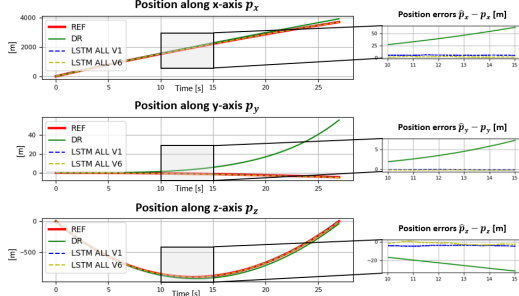 Position along x-axis p_x
4000
2000
0
[m]
REF
DR
LSTM ALL V1
LSTM ALL V6
0 5 10 15 20 25
Time [s]
Position errors p̂_x − p_x [m]
50
25
0
10 11 12 13 14 15
Position along y-axis p_y
40
20
0
[m]
REF
DR
LSTM ALL V1
LSTM ALL V6
0 5 10 15 20 25
Time [s]
Position errors p̂_y − p_y [m]
5
0
10 11 12 13 14 15
Position along z-axis p_z
0
−500
[m]
REF
DR
LSTM ALL V1
LSTM ALL V6
0 5 10 15 20 25
Time [s]
Position errors p̂_z − p_z [m]
0
−20
10 11 12 13 14 15